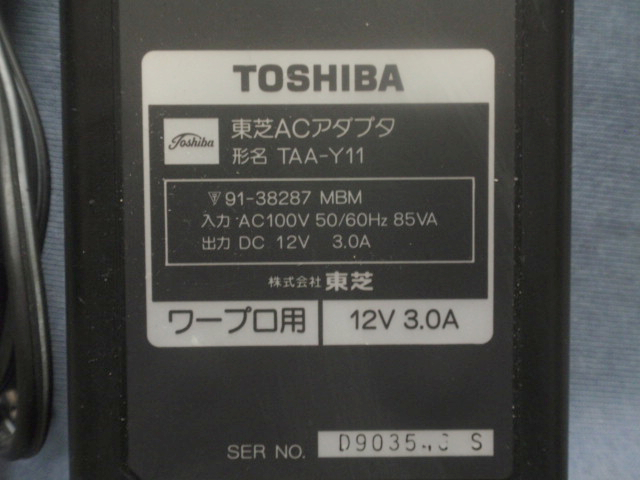 TOSHIBA
Toshiba
東芝ACアダプタ
形名 TAA-Y11
91-38287 MBM
入力 AC100V 50/60Hz 85VA
出力 DC 12V 3.0A
株式会社 東芝
ワープロ用
12V 3.0A
SER NO.